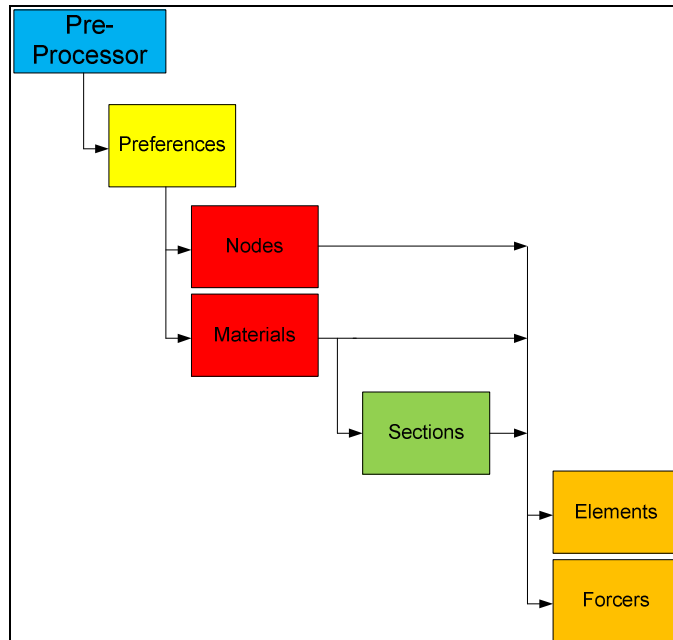 Pre-
Processor
Preferences
Nodes
Materials
Sections
Elements
Forcers